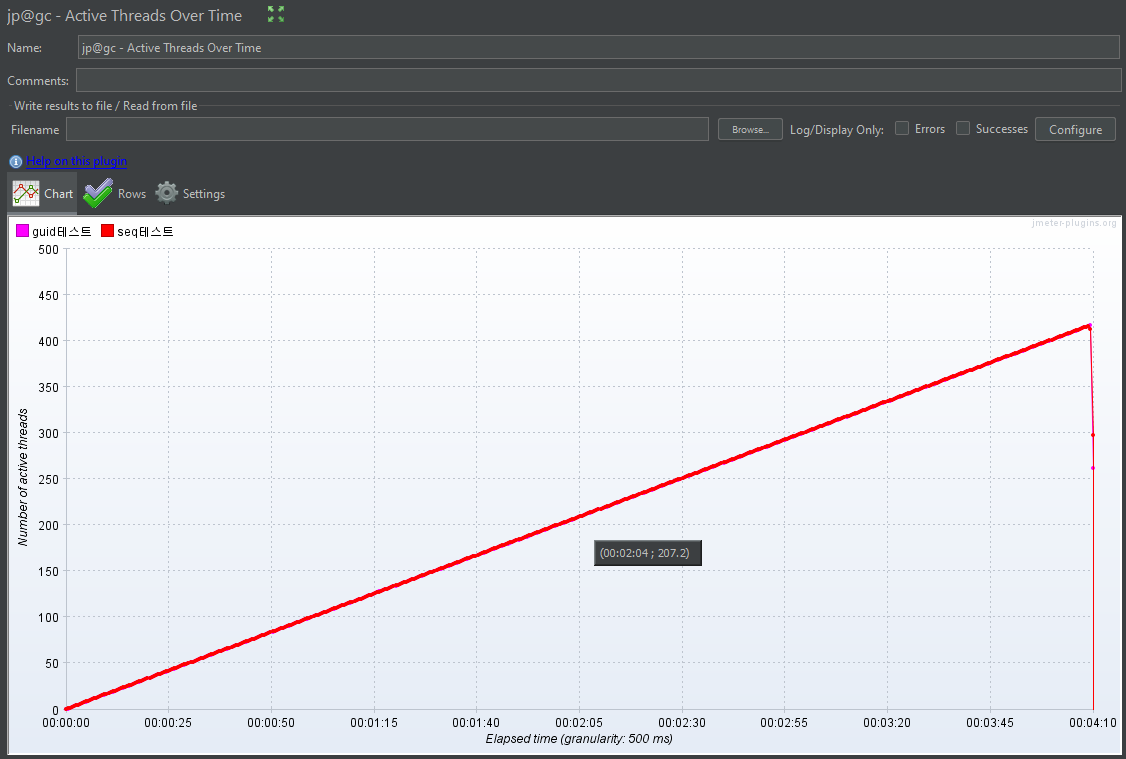 jp@gc - Active Threads Over Time
Name: jp@gc - Active Threads Over Time
Comments:
Write results to file / Read from file
Filename Browse... Log/Display Only: Errors Successes Configure
Help on this plugin
Chart Rows Settings
jmeter-plugins.org
guid테스트 seq테스트
500
450
400
350
300
250
200
150
100
50
0
Number of active threads
(00:02:04 ; 207.2)
00:00:00 00:00:25 00:00:50 00:01:15 00:01:40 00:02:05 00:02:30 00:02:55 00:03:20 00:03:45 00:04:10
Elapsed time (granularity: 500 ms)